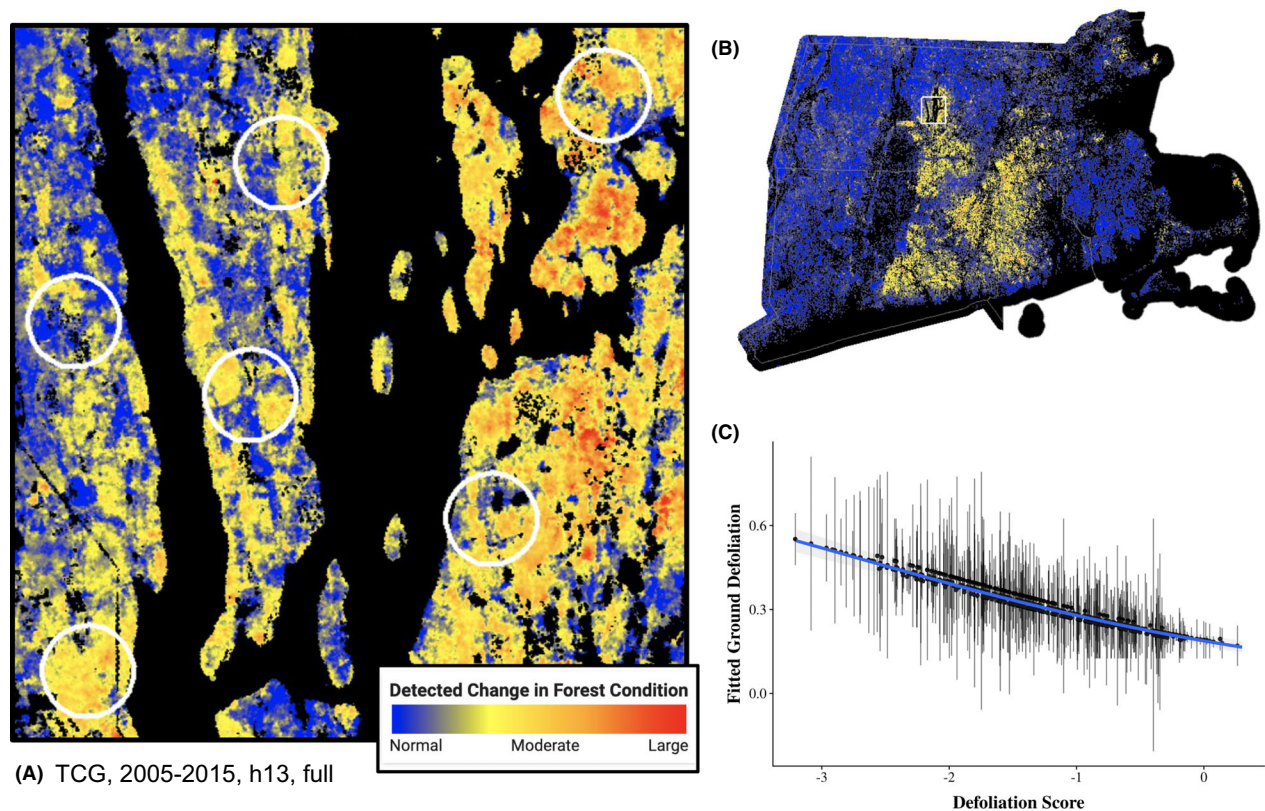 Detected Change in Forest Condition
Normal Moderate Large
(A) TCG, 2005-2015, h13, full
(B)
(C)
Fitted Ground Defoliation
0.6
0.3
0.0
-3 -2 -1 0
Defoliation Score